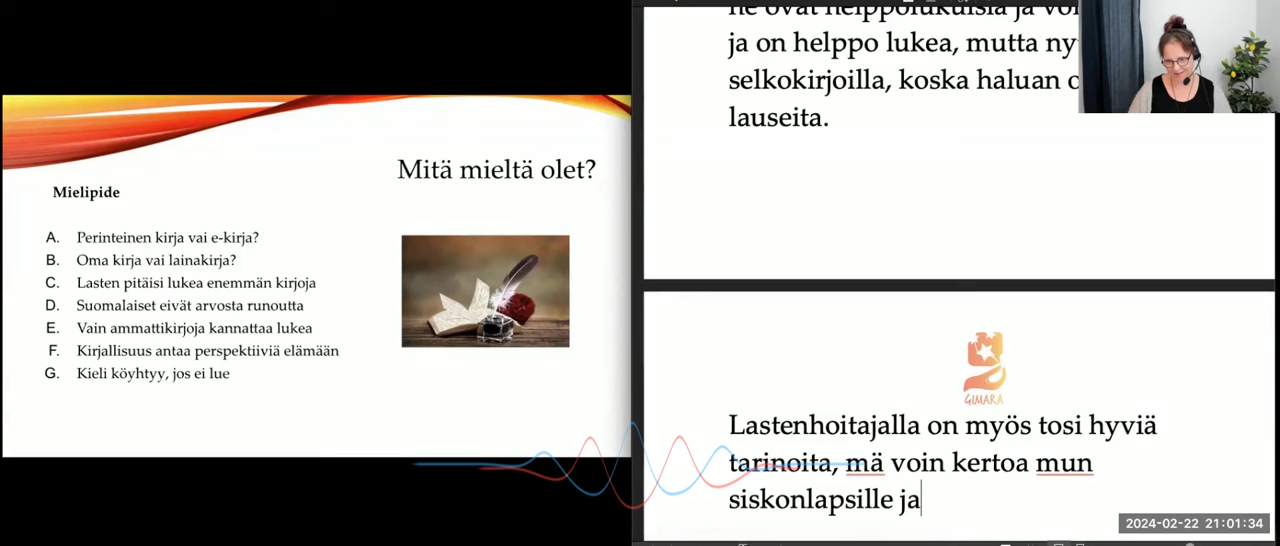 Mitä mieltä olet?
Mielipide
A. Perinteinen kirja vai e-kirja?
B. Oma kirja vai lainakirja?
C. Lasten pitäisi lukea enemmän kirjoja
D. Suomalaiset eivät arvosta runoutta
E. Vain ammattikirjoja kannattaa lukea
F. Kirjallisuus antaa perspektiiviä elämään
G. Kieli köyhtyy, jos ei lue
ne ovat helppolukuisia ja
ja on helppo lukea, mutta
selkokirjoilla, koska haluan
lauseita.
GIMARA
Lastenhoitajalla on myös tosi hyviä
tarinoita, mä voin kertoa mun
siskonlapsille ja
2024-02-22 21:01:34